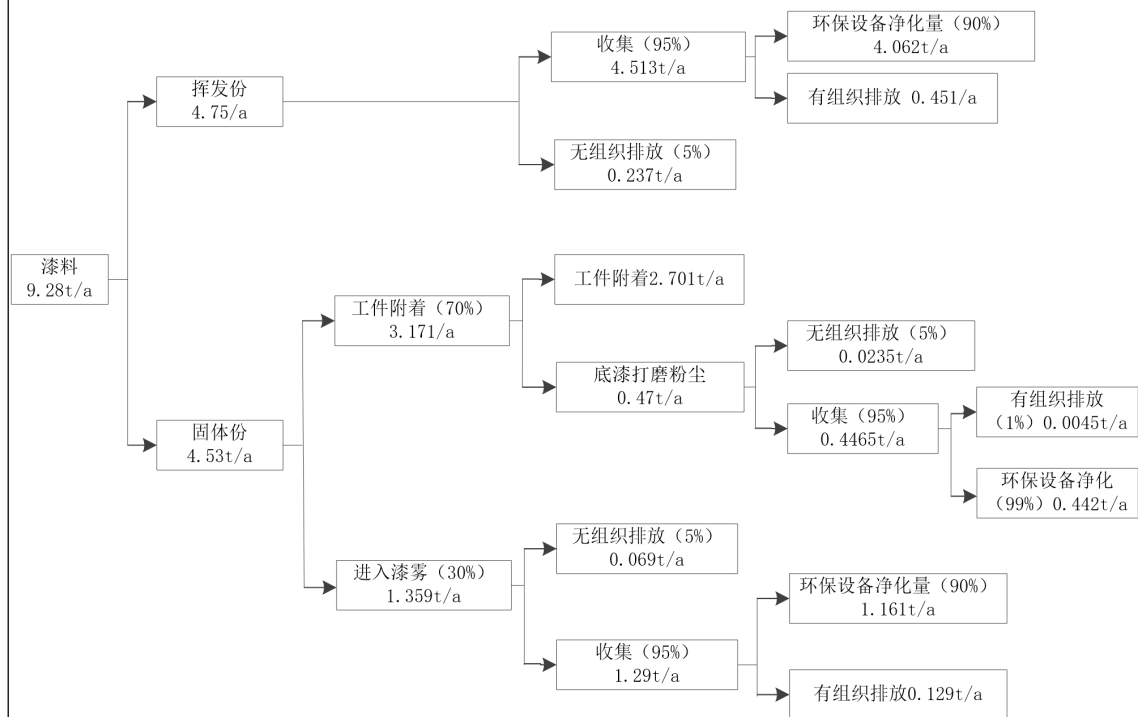 环保设备净化量（90%）
4.062t/a
收集（95%）
4.513t/a
有组织排放 0.451/a
挥发份
4.75/a
无组织排放（5%）
0.237t/a
漆料
9.28t/a
工件附着2.701t/a
工件附着（70%）
3.171/a
无组织排放（5%）
0.0235t/a
底漆打磨粉尘
0.47t/a
收集（95%）
0.4465t/a
有组织排放
（1%）0.0045t/a
固体份
4.53t/a
环保设备净化
（99%）0.442t/a
无组织排放（5%）
0.069t/a
进入漆雾（30%）
1.359t/a
环保设备净化量（90%）
1.161t/a
收集（95%）
1.29t/a
有组织排放0.129t/a